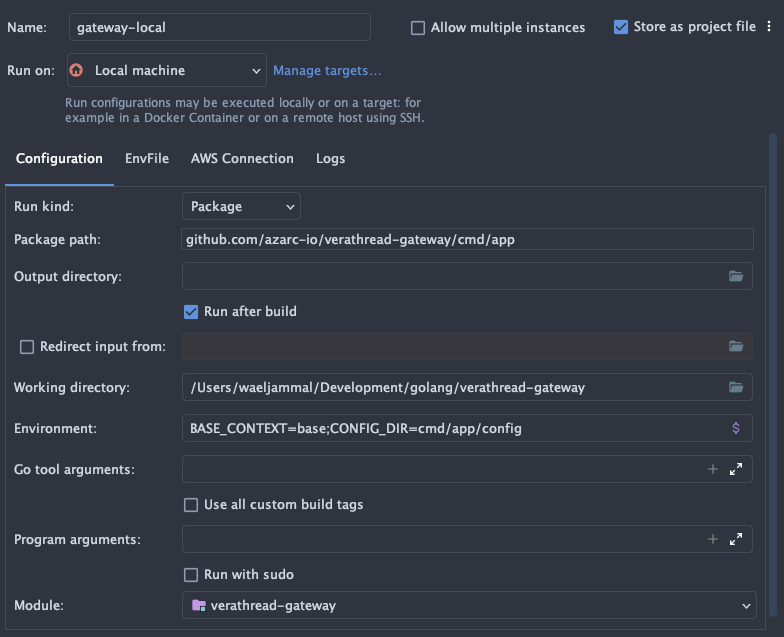 Name: gateway-local Allow multiple instances Store as project file
Run on: Local machine Manage targets...
Run configurations may be executed locally or on a target: for
example in a Docker Container or on a remote host using SSH.
Configuration EnvFile AWS Connection Logs
Run kind: Package
Package path: github.com/azarc-io/verathread-gateway/cmd/app
Output directory:
Run after build
Redirect input from:
Working directory: /Users/waeljammal/Development/golang/verathread-gateway
Environment: BASE_CONTEXT=base;CONFIG_DIR=cmd/app/config $
Go tool arguments:
Use all custom build tags
Program arguments:
Run with sudo
Module: verathread-gateway